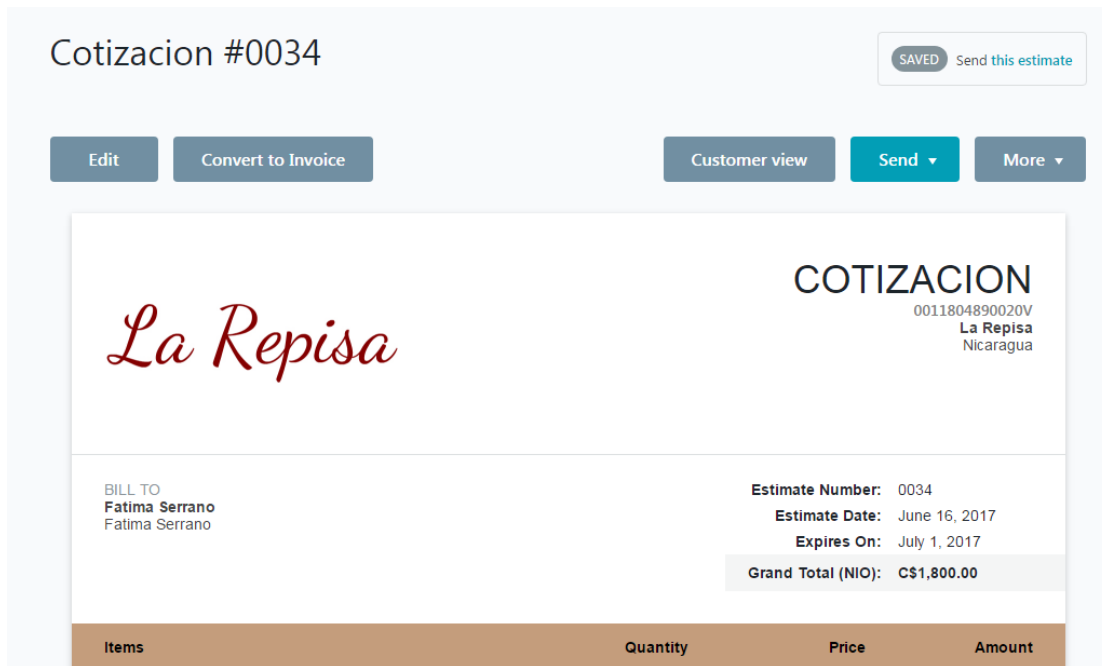 Cotizacion #0034
SAVED Send this estimate
Edit Convert to Invoice Customer view Send More
COTIZACION
0011804890020V
La Repisa
Nicaragua
La Repisa
BILL TO
Fatima Serrano
Fatima Serrano
Estimate Number: 0034
Estimate Date: June 16, 2017
Expires On: July 1, 2017
Grand Total (NIO): C$1,800.00
Items Quantity Price Amount